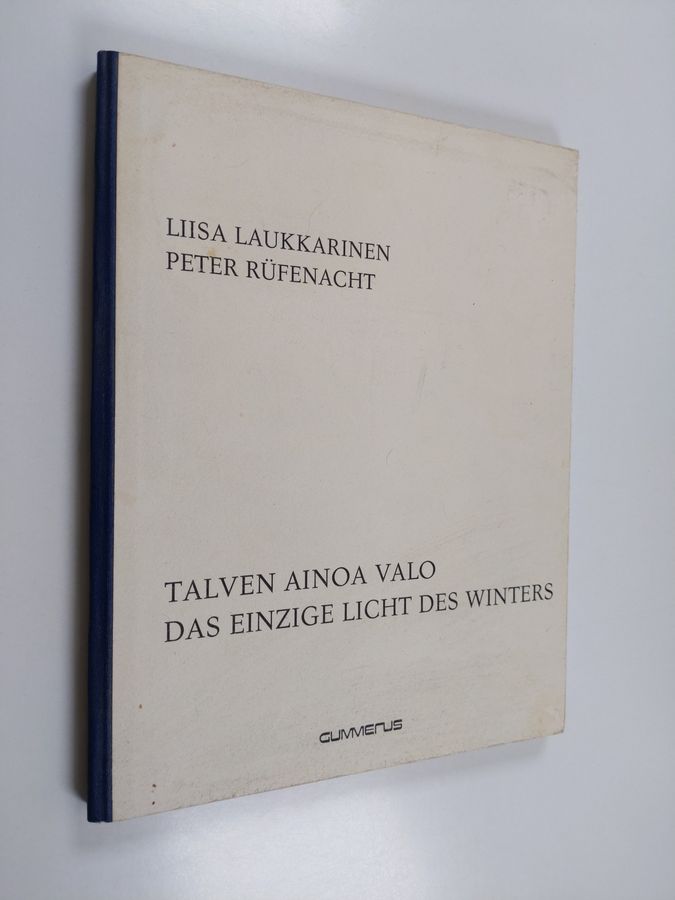 LIISA LAUKKARINEN
PETER RÜFENACHT
TALVEN AINOA VALO
DAS EINZIGE LICHT DES WINTERS
GUMMERUS